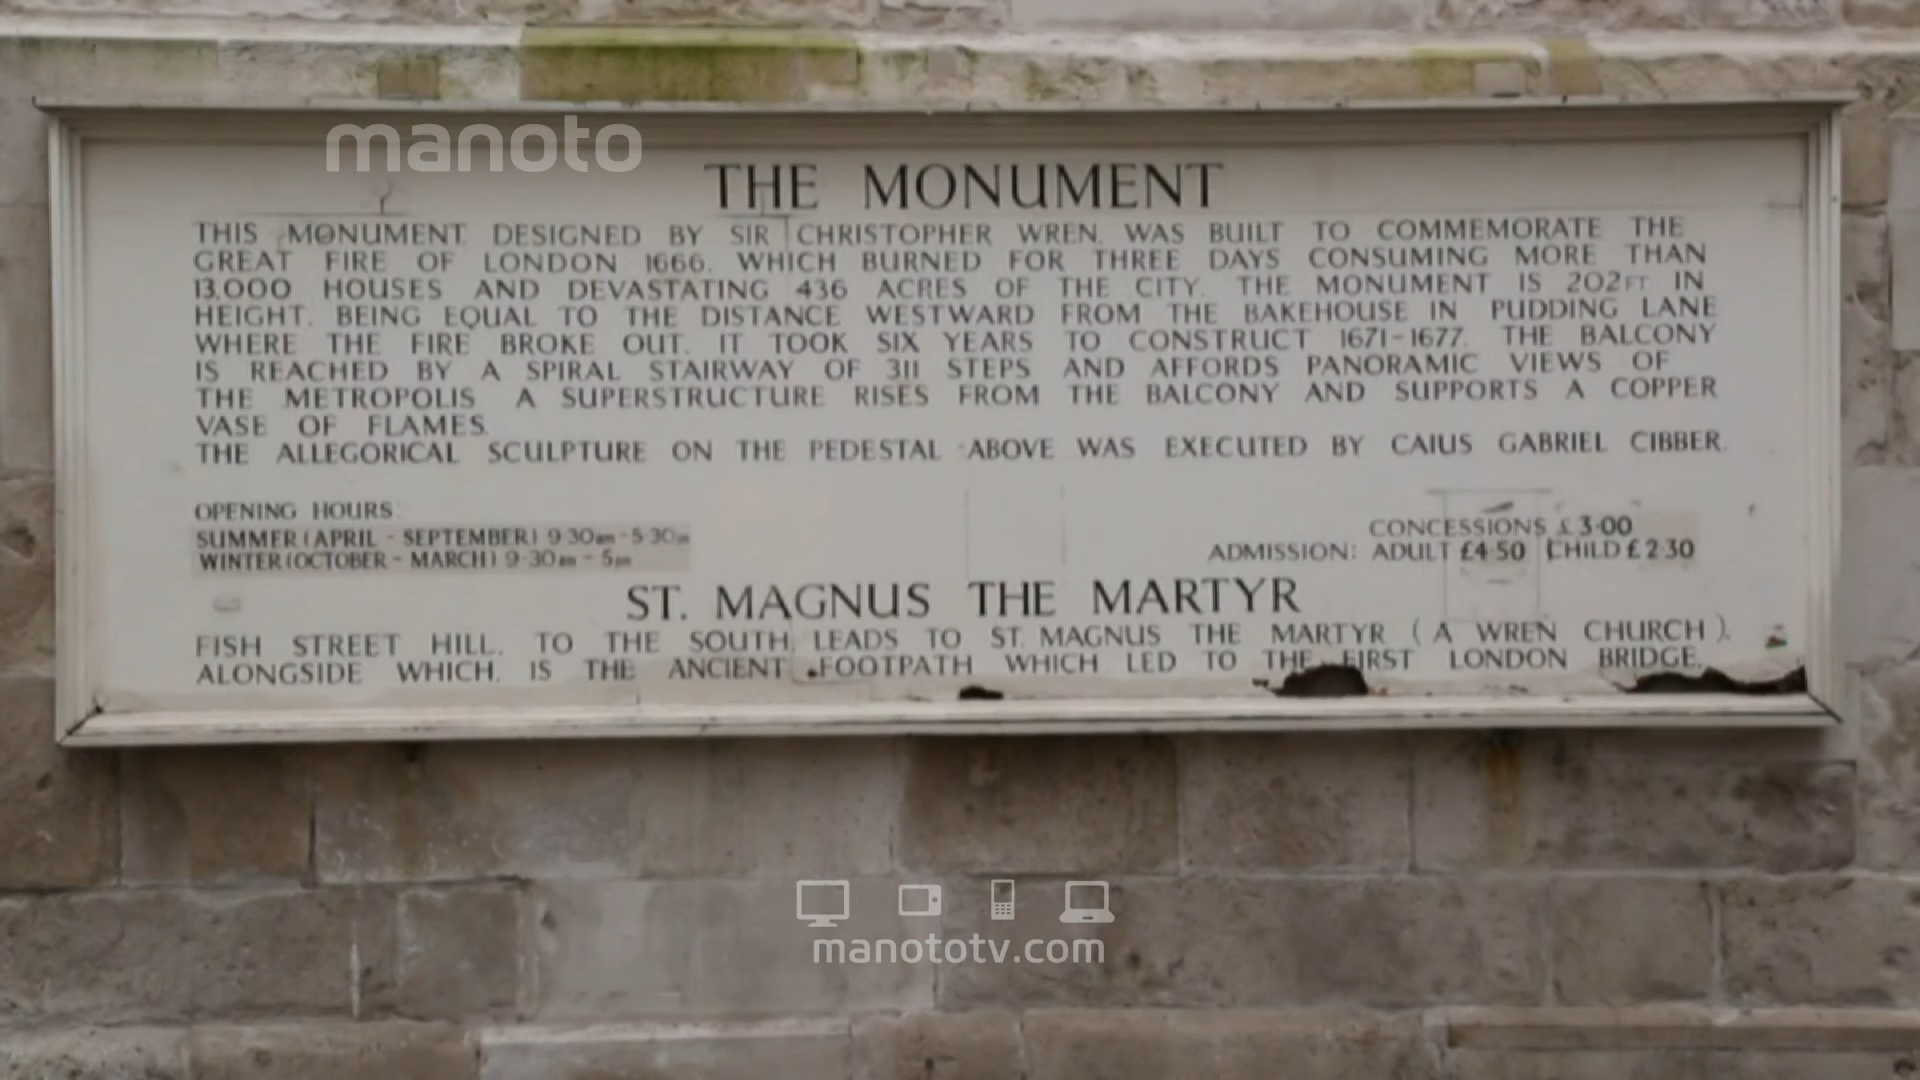 manoto
THE MONUMENT
THIS MONUMENT DESIGNED BY SIR CHRISTOPHER WREN. WAS BUILT TO COMMEMORATE THE
GREAT FIRE OF LONDON 1666. WHICH BURNED FOR THREE DAYS CONSUMING MORE THAN
13.000 HOUSES AND DEVASTATING 436 ACRES OF THE CITY. THE MONUMENT IS 202FT IN
HEIGHT. BEING EQUAL TO THE DISTANCE WESTWARD FROM THE BAKEHOUSE IN PUDDING LANE
WHERE THE FIRE BROKE OUT. IT TOOK SIX YEARS TO CONSTRUCT 1671-1677. THE BALCONY
IS REACHED BY A SPIRAL STAIRWAY OF 311 STEPS AND AFFORDS PANORAMIC VIEWS OF
THE METROPOLIS A SUPERSTRUCTURE RISES FROM THE BALCONY AND SUPPORTS A COPPER
VASE OF FLAMES.
THE ALLEGORICAL SCULPTURE ON THE PEDESTAL ABOVE WAS EXECUTED BY CAIUS GABRIEL CIBBER.
OPENING HOURS:
SUMMER (APRIL - SEPTEMBER) 9·30am - 5·30pm
WINTER (OCTOBER - MARCH) 9·30am - 5pm
CONCESSIONS £3·00
ADMISSION: ADULT £4·50 CHILD £2·30
ST. MAGNUS THE MARTYR
FISH STREET HILL. TO THE SOUTH. LEADS TO ST. MAGNUS THE MARTYR (A WREN CHURCH).
ALONGSIDE WHICH. IS THE ANCIENT FOOTPATH WHICH LED TO THE FIRST LONDON BRIDGE.
manototv.com